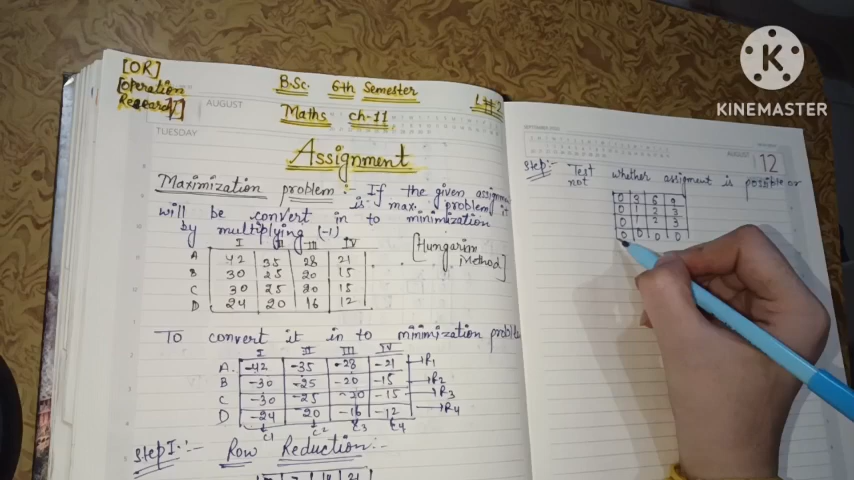 [OR]
[Operation
Research]
AUGUST
TUESDAY
B.Sc. 6th Semester
Maths ch-11
Assignment
Maximization problem :- If the given assignm
is max. problem it
will be convert in to minimization
by multiplying (-1)
I II III IV
A 42 35 28 21
B 30 25 20 15
C 30 25 20 15
D 24 20 16 12
[Hungarian
Method]
To convert it in to minimization proble
I II III IV
A. -42 -35 -28 -21 → R1
B -30 -25 -20 -15 → R2
C -30 -25 -20 -15 → R3
D -24 -20 -16 -12 → R4
C1 C2 C3 C4
Step I :- Row Reduction :-
AUGUST 12
Step :- Test whether assignment is possible or
not
0 3 6 9
0 1 2 3
0 1 2 3
0 0 0 0
K
KINEMASTER